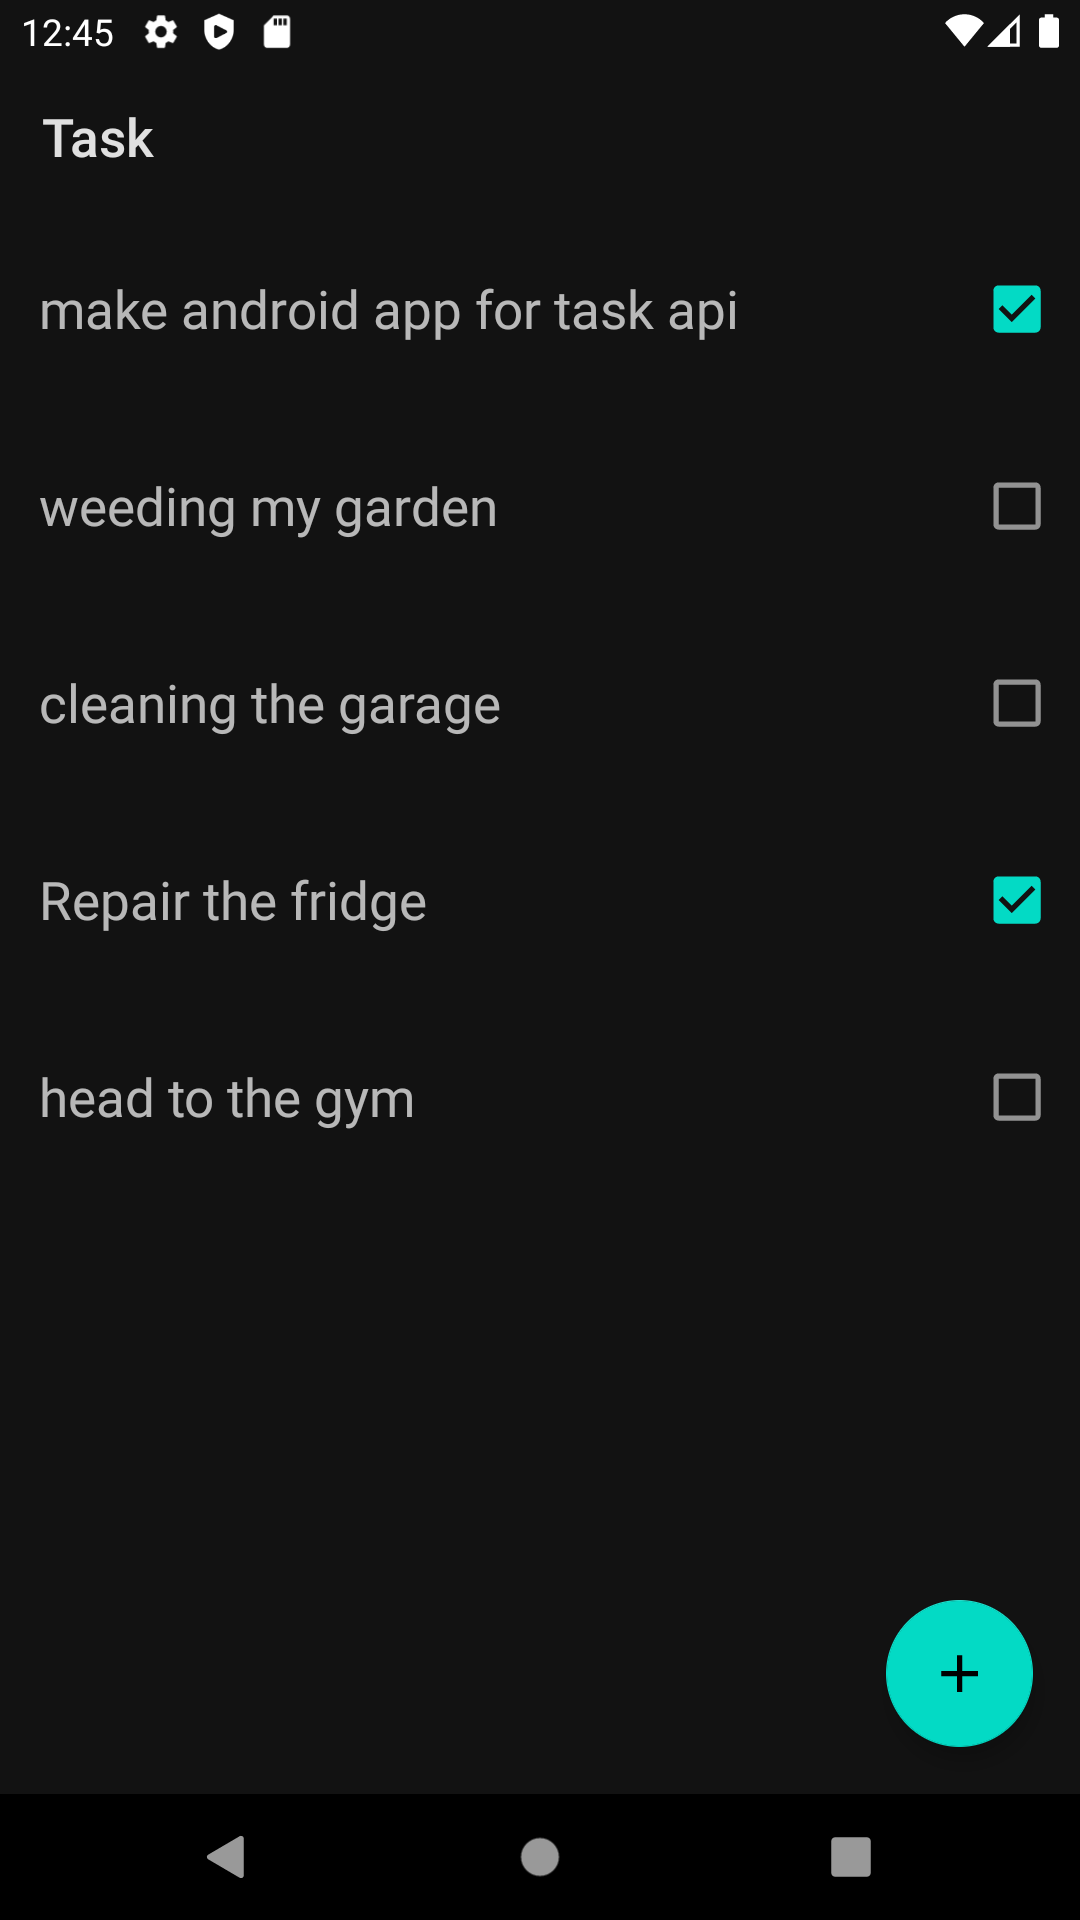 12:45
Task
make android app for task api
weeding my garden
cleaning the garage
Repair the fridge
head to the gym